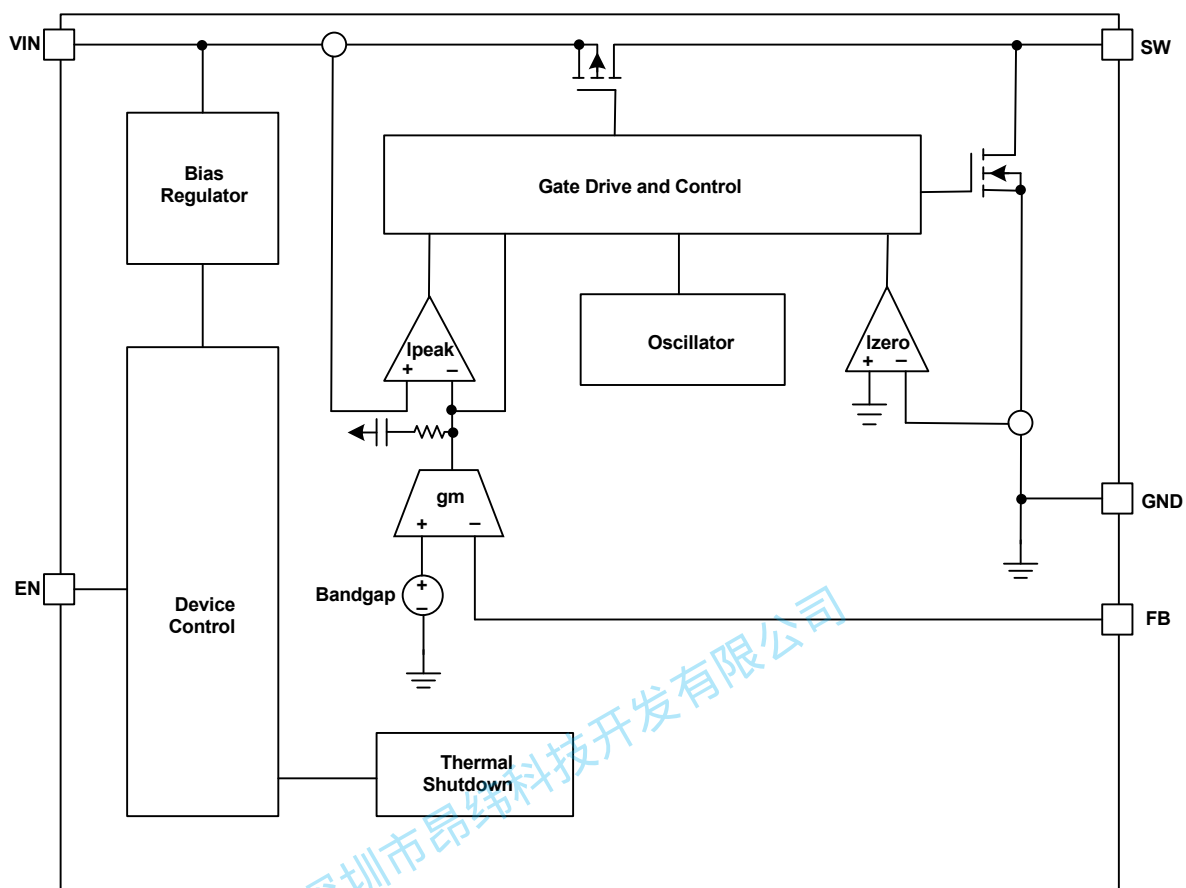 VIN
SW
Bias
Regulator
Gate Drive and Control
Ipeak
+ −
Oscillator
Izero
+ −
gm
+ −
GND
EN
Device
Control
Bandgap
+
−
FB
Thermal
Shutdown
深圳市昂纬科技开发有限公司